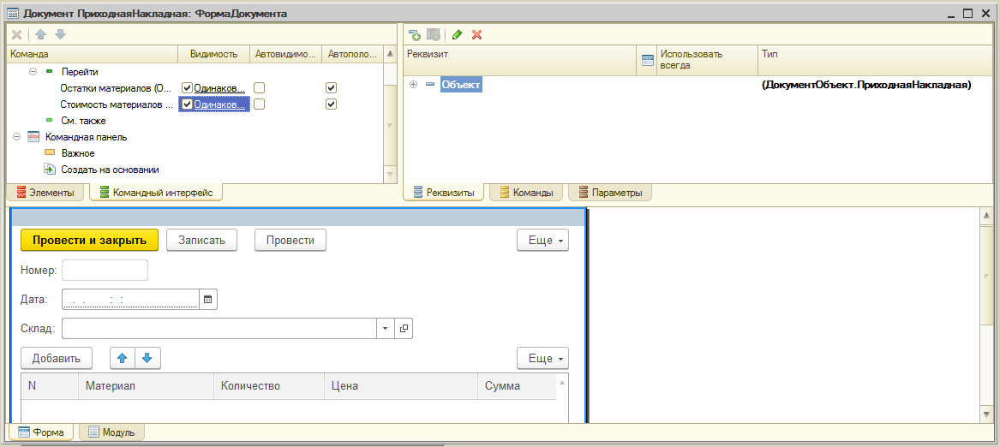 Документ ПриходнаяНакладная: ФормаДокумента
Команда Видимость Автовидимо... Автополо...
Перейти
Остатки материалов (О... Одинаков...
Стоимость материалов ... Одинаков...
См. также
Командная панель
Важное
Создать на основании
Элементы Командный интерфейс
Реквизит Использовать всегда Тип
Объект (ДокументОбъект.ПриходнаяНакладная)
Реквизиты Команды Параметры
Провести и закрыть Записать Провести Еще
Номер:
Дата: . . : :
Склад:
Добавить Еще
N Материал Количество Цена Сумма
Форма Модуль